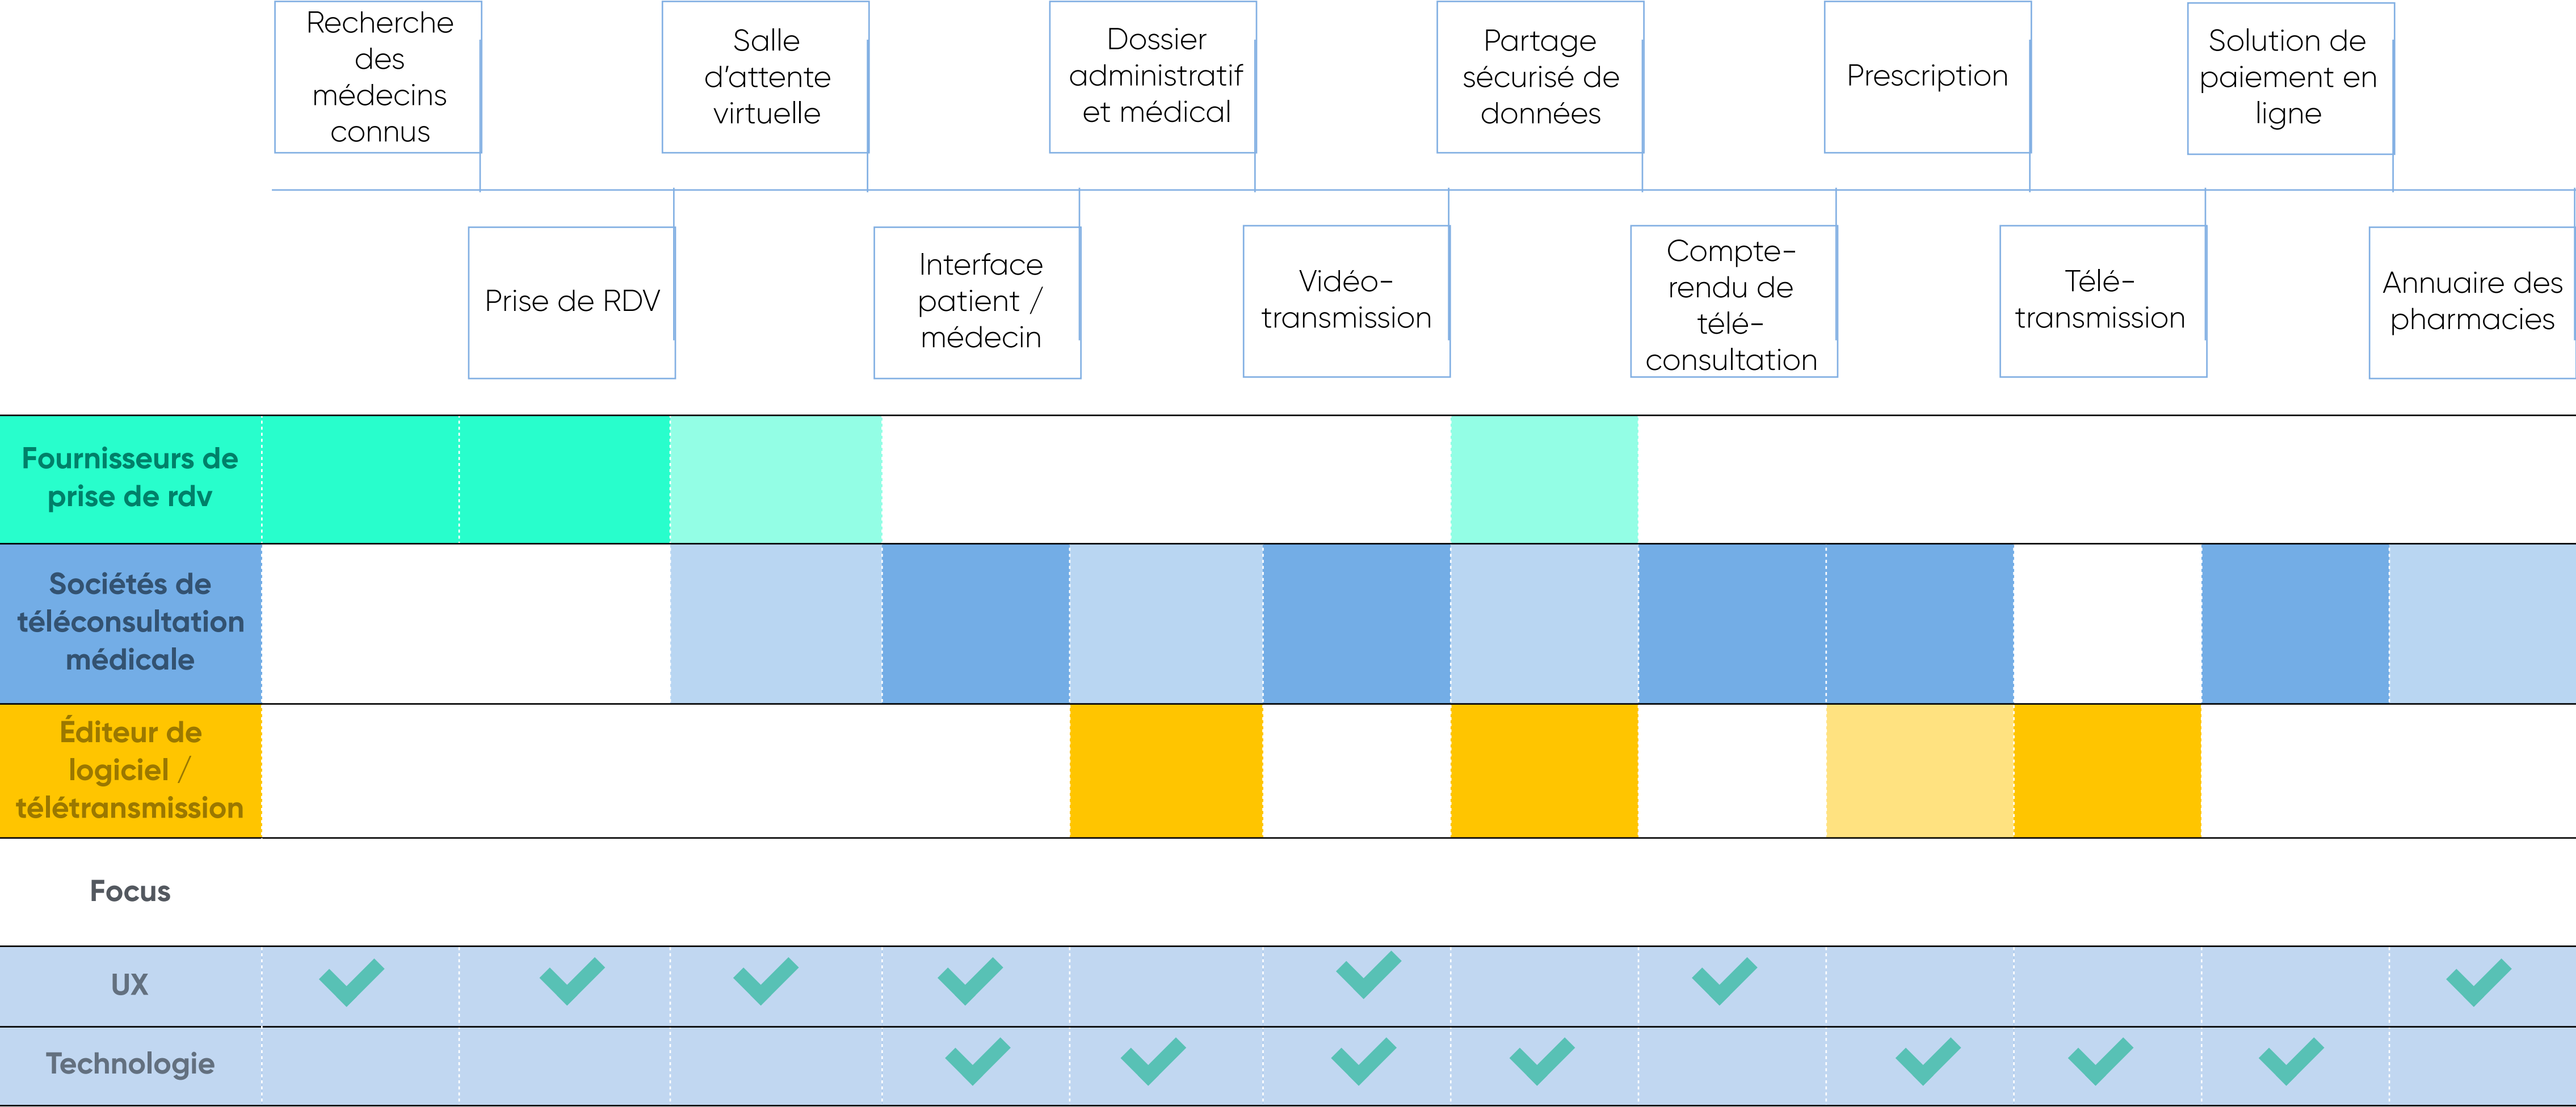 Recherche
des
médecins
connus
Salle
d'attente
virtuelle
Dossier
administratif
et médical
Partage
sécurisé de
données
Prescription
Solution de
paiement en
ligne
Prise de RDV
Interface
patient /
médecin
Vidéo-
transmission
Compte-
rendu de
télé-
consultation
Télé-
transmission
Annuaire des
pharmacies
Fournisseurs de
prise de rdv
Sociétés de
téléconsultation
médicale
Éditeur de
logiciel /
télétransmission
Focus
UX
Technologie